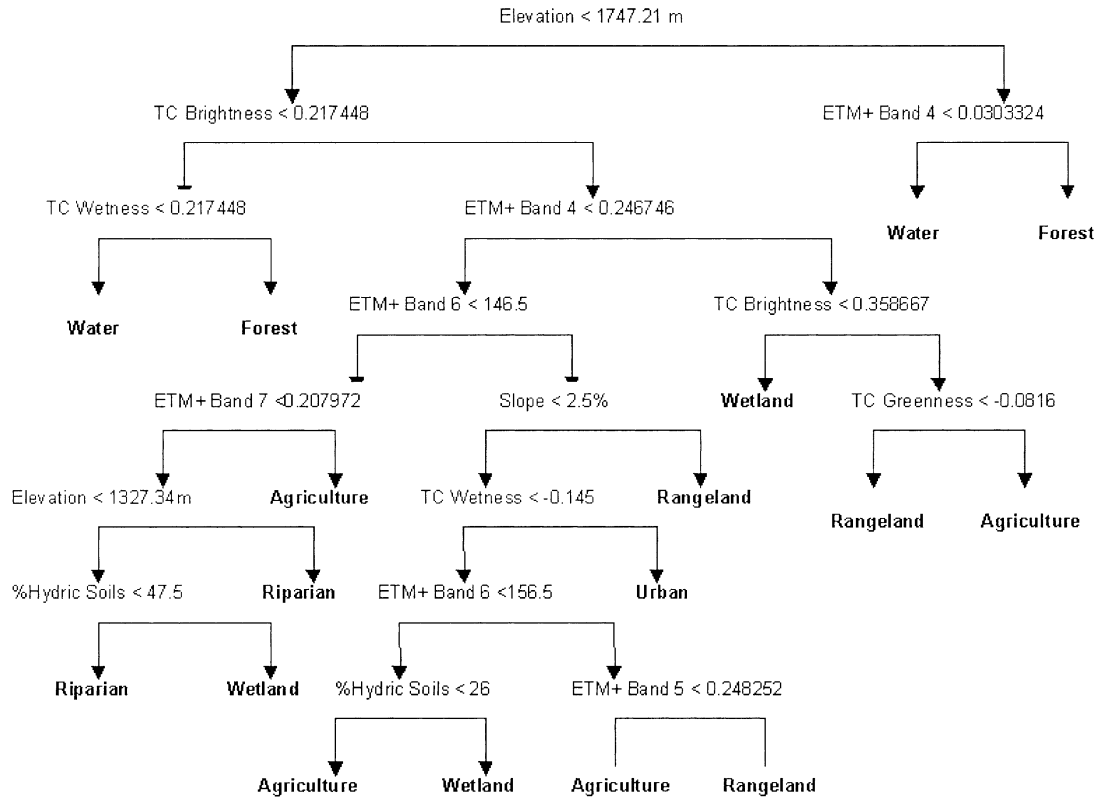 Elevation < 1747.21 m
TC Brightness < 0.217448
ETM+ Band 4 < 0.0303324
TC Wetness < 0.217448
ETM+ Band 4 < 0.246746
Water
Forest
ETM+ Band 6 < 146.5
TC Brightness < 0.358667
Water
Forest
ETM+ Band 7 <0.207972
Slope < 2.5%
Wetland
TC Greenness < -0.0816
Elevation < 1327.34m
Agriculture
TC Wetness < -0.145
Rangeland
Rangeland
Agriculture
%Hydric Soils < 47.5
Riparian
ETM+ Band 6 <156.5
Urban
Riparian
Wetland
%Hydric Soils < 26
ETM+ Band 5 < 0.248252
Agriculture
Wetland
Agriculture
Rangeland